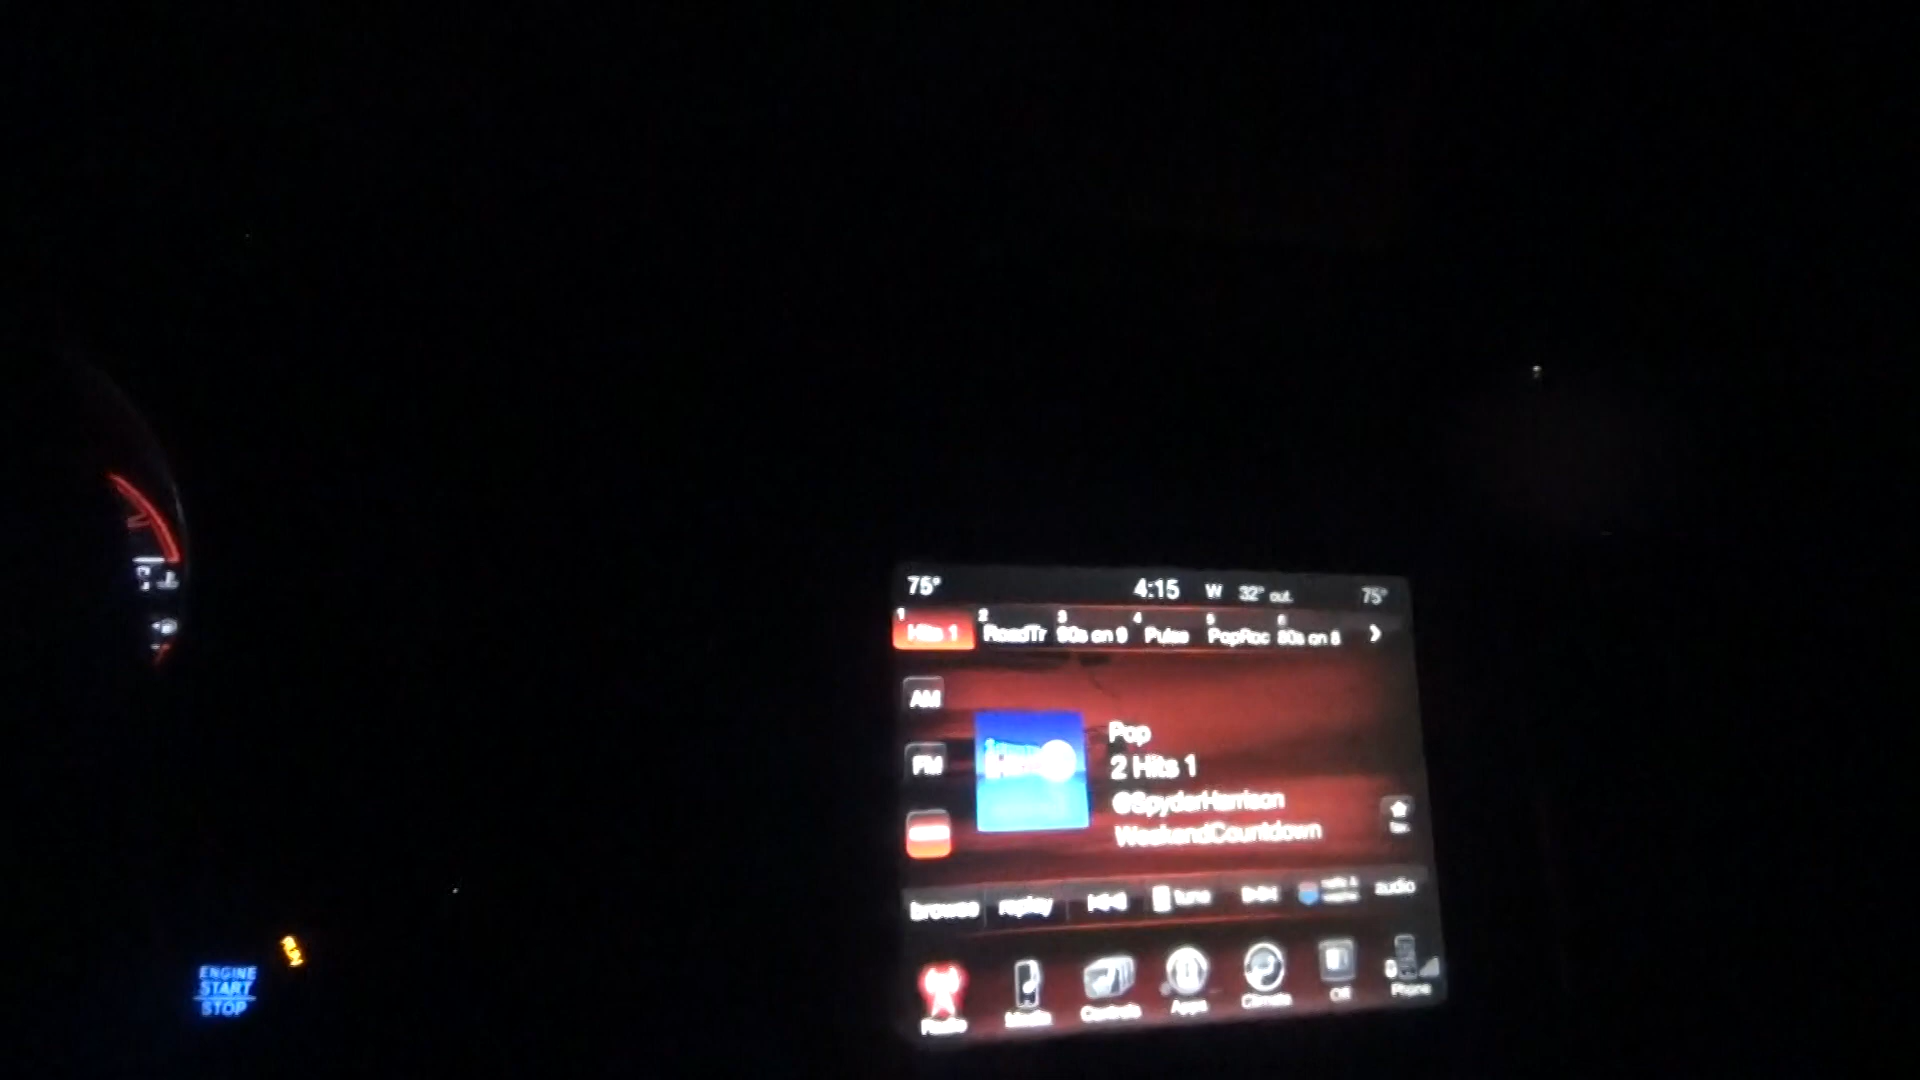 75° 4:15 W 32° out. 75°
1 2 3 4 5 6
Hits 1 RoadTr 90s on 9 Pulse PopRoc 80s on 8
AM
FM
Pop
2 Hits 1
@SpyderHarrison
WeekendCountdown
browse replay tune audio
Radio Media Controls Apps Climate Off Phone
ENGINE
START
STOP